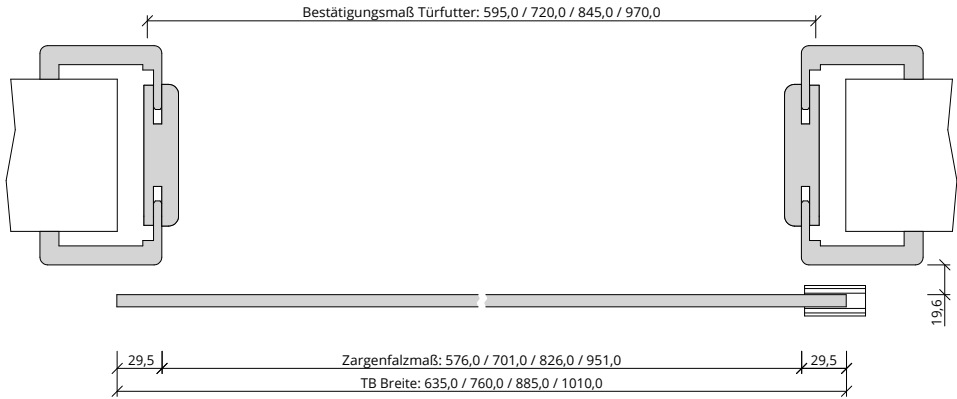 Bestätigungsmaß Türfutter: 595,0 / 720,0 / 845,0 / 970,0
19,6
29,5
Zargenfalzmaß: 576,0 / 701,0 / 826,0 / 951,0
29,5
TB Breite: 635,0 / 760,0 / 885,0 / 1010,0